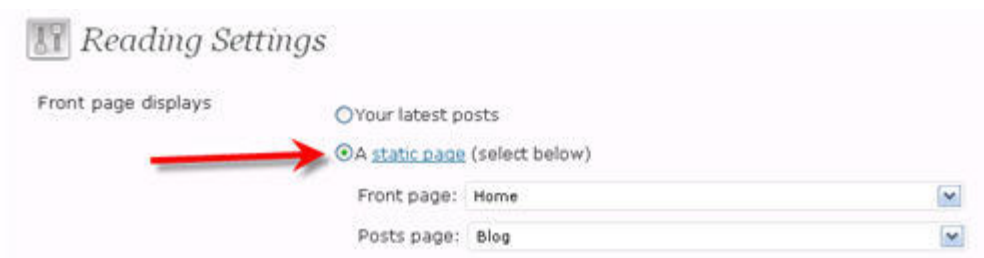 Reading Settings
Front page displays
Your latest posts
A static page (select below)
Front page: Home
Posts page: Blog